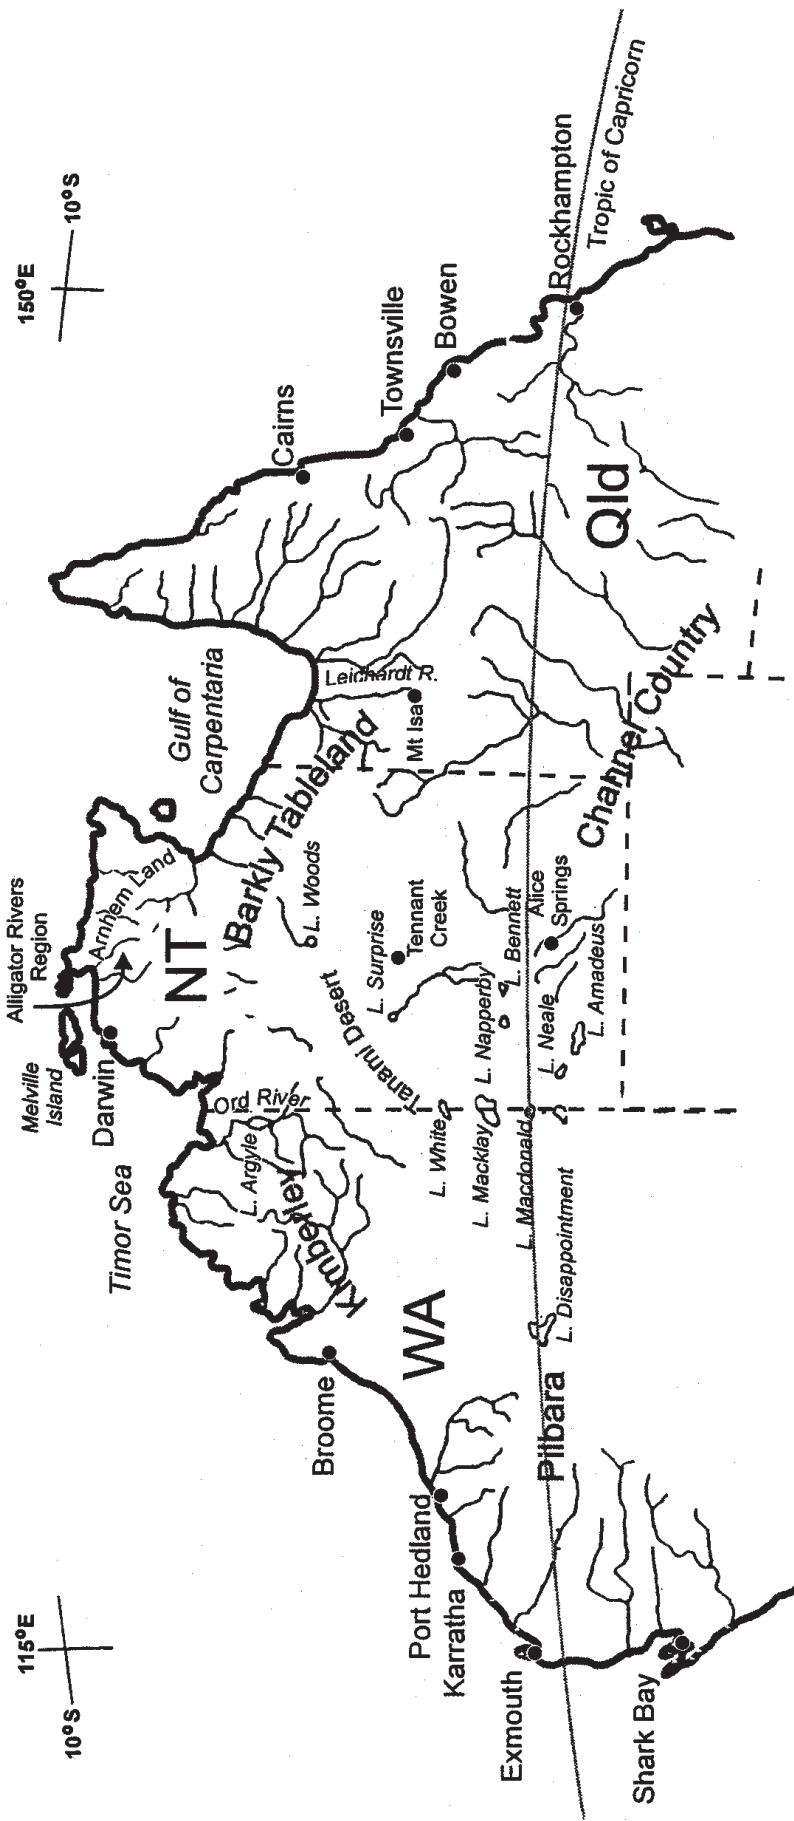 115°E
10°S
150°E
10°S
Alligator Rivers
Region
Melville
Island
Darwin
Arnhem Land
Timor Sea
Gulf of
Carpentaria
NT
Cairns
Ord River
L. Argyle
Kimberley
Barkly Tableland
L. Woods
Leichardt R.
Broome
Townsville
Mt Isa
Tanami Desert
L. Surprise
Tennant
Creek
Bowen
WA
Port Hedland
Karratha
L. White
L. Macklay
L. Napperby
L. Bennett
L. Macdonald
Alice
Springs
Exmouth
Pilbara
L. Disappointment
L. Neale
L. Amadeus
Rockhampton
Tropic of Capricorn
Qld
Channel Country
Shark Bay